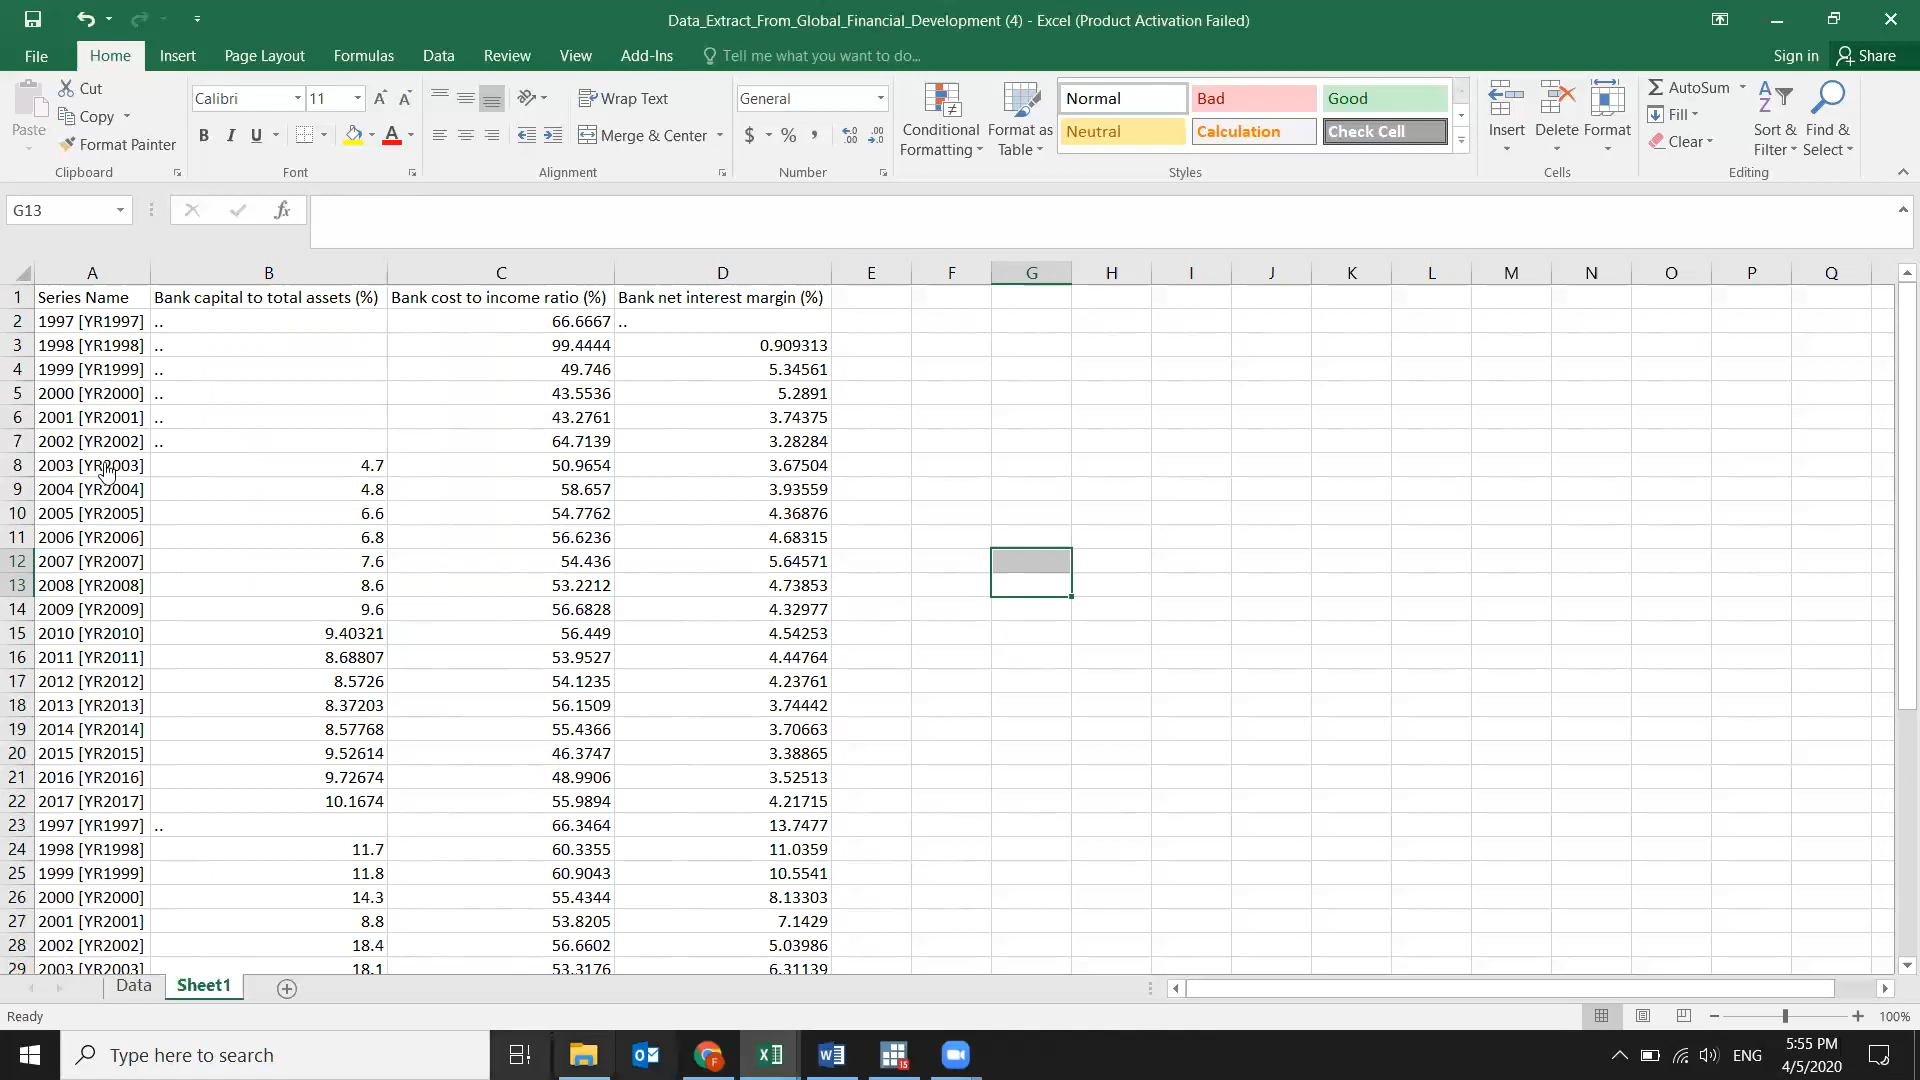 Data_Extract_From_Global_Financial_Development (4) - Excel (Product Activation Failed)
File Home Insert Page Layout Formulas Data Review View Add-Ins Tell me what you want to do... Sign in Share
Paste
Cut
Copy
Format Painter
Clipboard
Calibri 11
B I U
Font
Wrap Text
Merge & Center
Alignment
General
$ %
Number
Conditional Formatting
Format as Table
Normal Bad Good
Neutral Calculation Check Cell
Styles
Insert Delete Format
Cells
AutoSum
Fill
Clear
Sort & Filter
Find & Select
Editing
G13
fx
A B C D E F G H I J K L M N O P Q
1 Series Name Bank capital to total assets (%) Bank cost to income ratio (%) Bank net interest margin (%)
2 1997 [YR1997] .. 66.6667 ..
3 1998 [YR1998] .. 99.4444 0.909313
4 1999 [YR1999] .. 49.746 5.34561
5 2000 [YR2000] .. 43.5536 5.2891
6 2001 [YR2001] .. 43.2761 3.74375
7 2002 [YR2002] .. 64.7139 3.28284
8 2003 [YR2003] 4.7 50.9654 3.67504
9 2004 [YR2004] 4.8 58.657 3.93559
10 2005 [YR2005] 6.6 54.7762 4.36876
11 2006 [YR2006] 6.8 56.6236 4.68315
12 2007 [YR2007] 7.6 54.436 5.64571
13 2008 [YR2008] 8.6 53.2212 4.73853
14 2009 [YR2009] 9.6 56.6828 4.32977
15 2010 [YR2010] 9.40321 56.449 4.54253
16 2011 [YR2011] 8.68807 53.9527 4.44764
17 2012 [YR2012] 8.5726 54.1235 4.23761
18 2013 [YR2013] 8.37203 56.1509 3.74442
19 2014 [YR2014] 8.57768 55.4366 3.70663
20 2015 [YR2015] 9.52614 46.3747 3.38865
21 2016 [YR2016] 9.72674 48.9906 3.52513
22 2017 [YR2017] 10.1674 55.9894 4.21715
23 1997 [YR1997] .. 66.3464 13.7477
24 1998 [YR1998] 11.7 60.3355 11.0359
25 1999 [YR1999] 11.8 60.9043 10.5541
26 2000 [YR2000] 14.3 55.4344 8.13303
27 2001 [YR2001] 8.8 53.8205 7.1429
28 2002 [YR2002] 18.4 56.6602 5.03986
29 2003 [YR2003] 18.1 53.3176 6.31139
Data Sheet1
Ready 100%
Type here to search
ENG
5:55 PM
4/5/2020